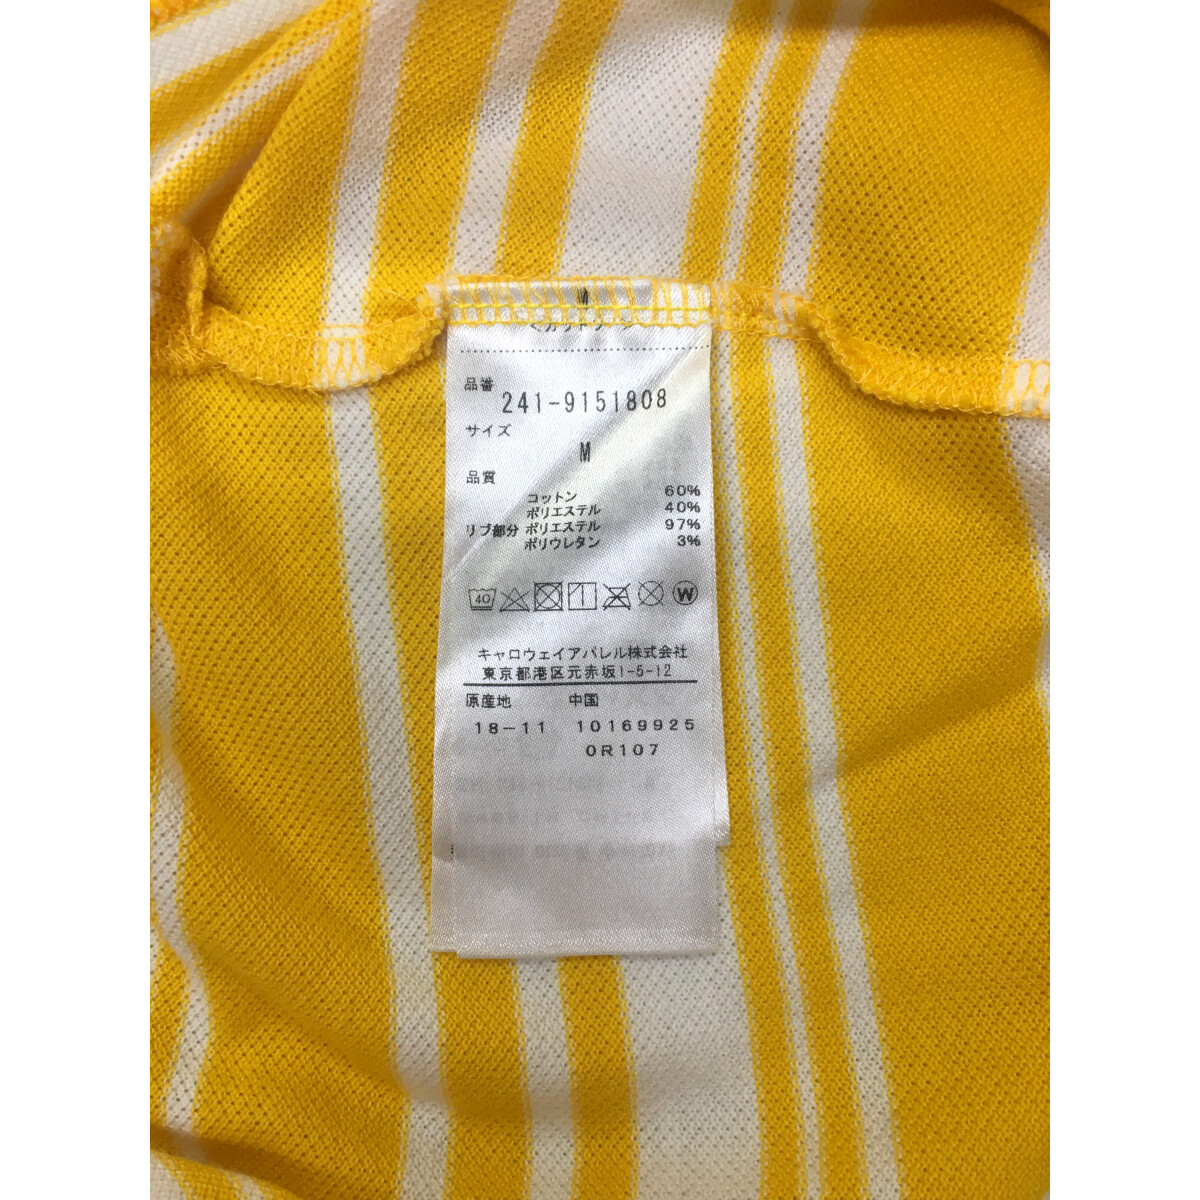 M
品番
241-9151808
サイズ
M
品質
コットン 60%
ポリエステル 40%
リブ部分 ポリエステル 97%
ポリウレタン 3%
40 W
キャロウェイアパレル株式会社
東京都港区元赤坂1-5-12
原産地 中国
18-11 10169925
0R107